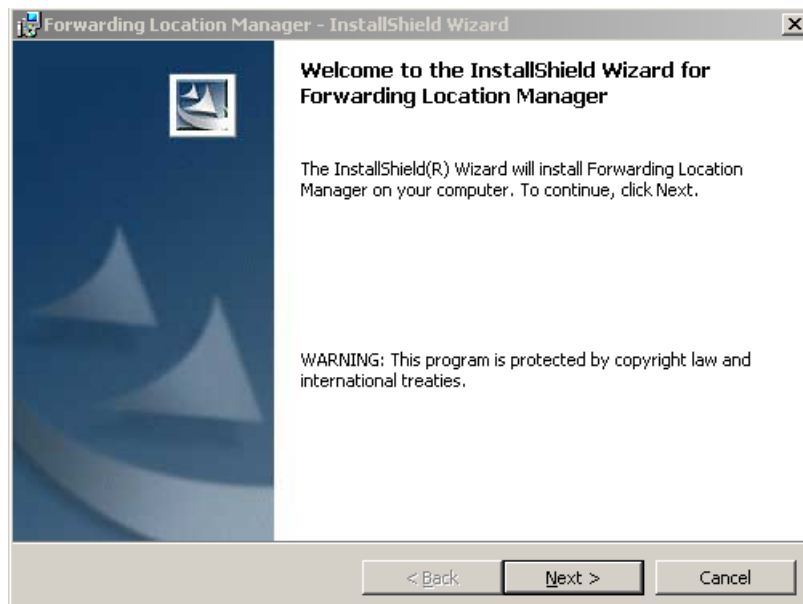 Forwarding Location Manager - InstallShield Wizard
Welcome to the InstallShield Wizard for
Forwarding Location Manager
The InstallShield(R) Wizard will install Forwarding Location
Manager on your computer. To continue, click Next.
WARNING: This program is protected by copyright law and
international treaties.
< Back
Next >
Cancel